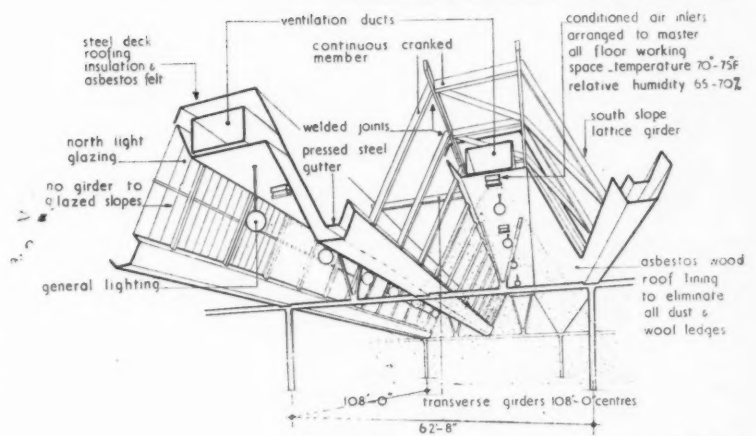 ventilation ducts
steel deck
roofing
insulation &
asbestos felt
continuous cranked
member
conditioned air inlets
arranged to master
all floor working
space_temperature 70°-75°F
relative humidity 65-70%
north light
glazing
welded joints
pressed steel
gutter
south slope
lattice girder
no girder to
glazed slopes
general lighting
asbestos wood
roof lining
to eliminate
all dust &
wool ledges
108'-0"
transverse girders 108'-0" centres
62'-8"